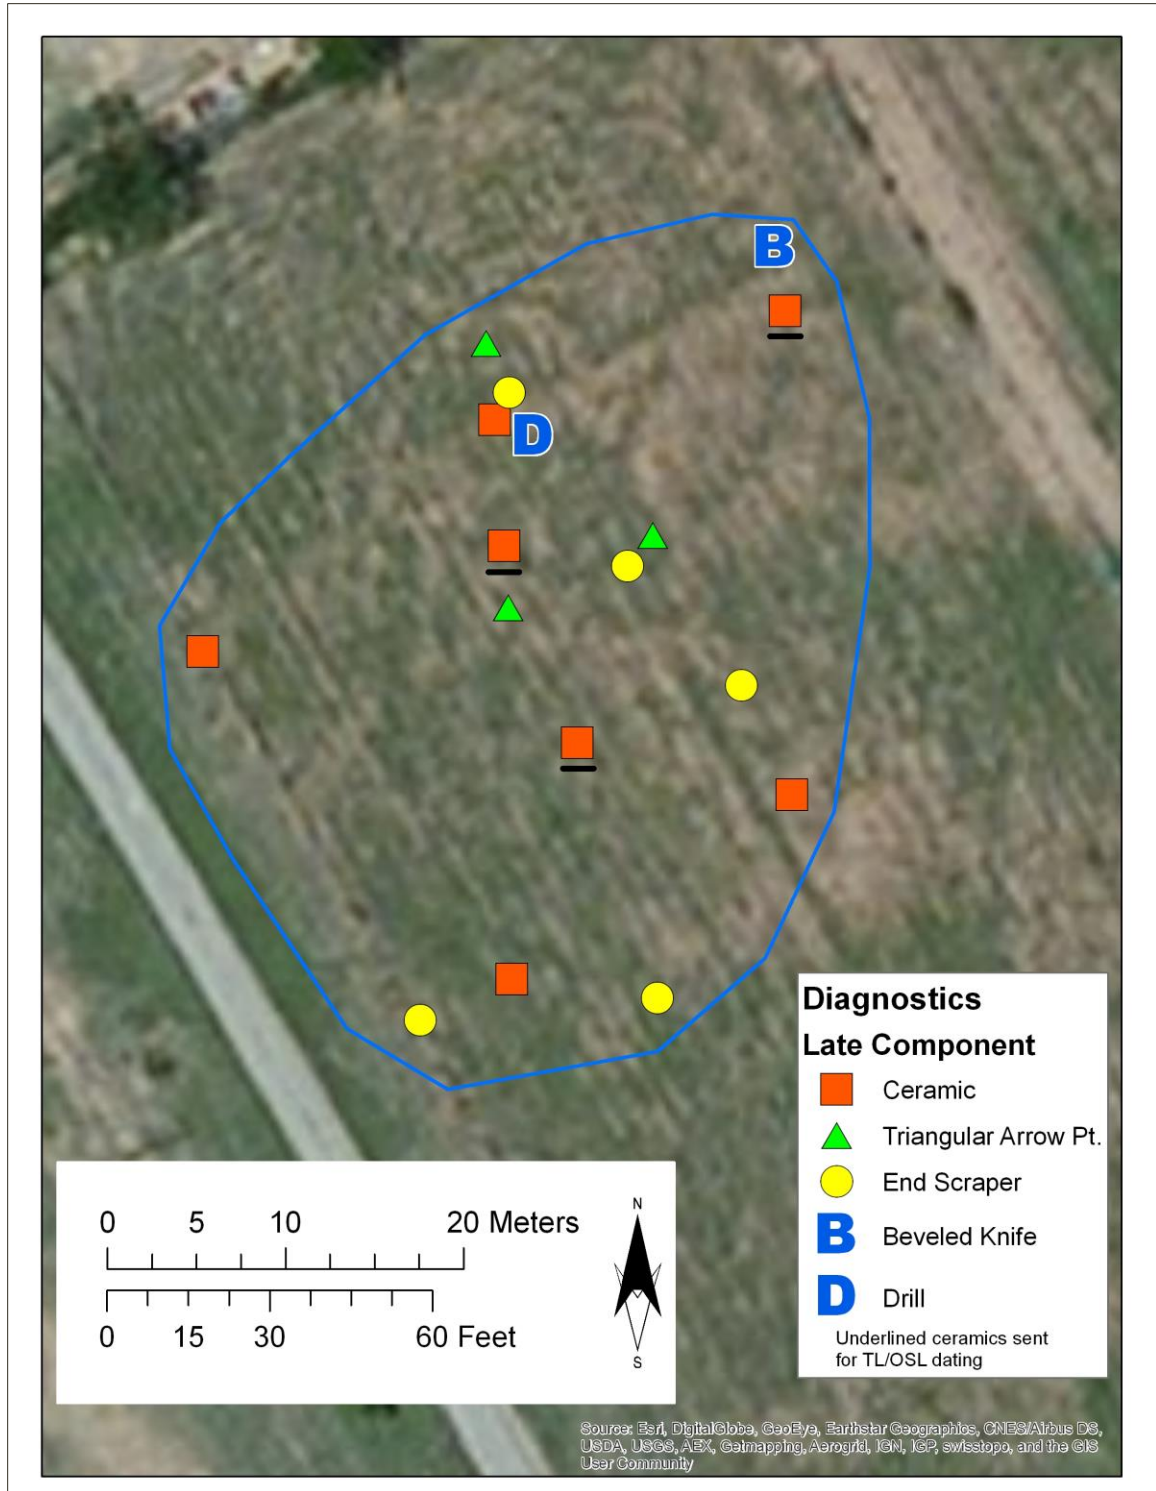 B
D
Diagnostics
Late Component
Ceramic
Triangular Arrow Pt.
End Scraper
B Beveled Knife
D Drill
Underlined ceramics sent
for TL/OSL dating
0 5 10 20 Meters
0 15 30 60 Feet
N
S
Source: Esri, DigitalGlobe, GeoEye, Earthstar Geographics, CNES/Airbus DS,
USDA, USGS, AEX, Getmapping, Aerogrid, IGN, IGP, swisstopo, and the GIS
User Community